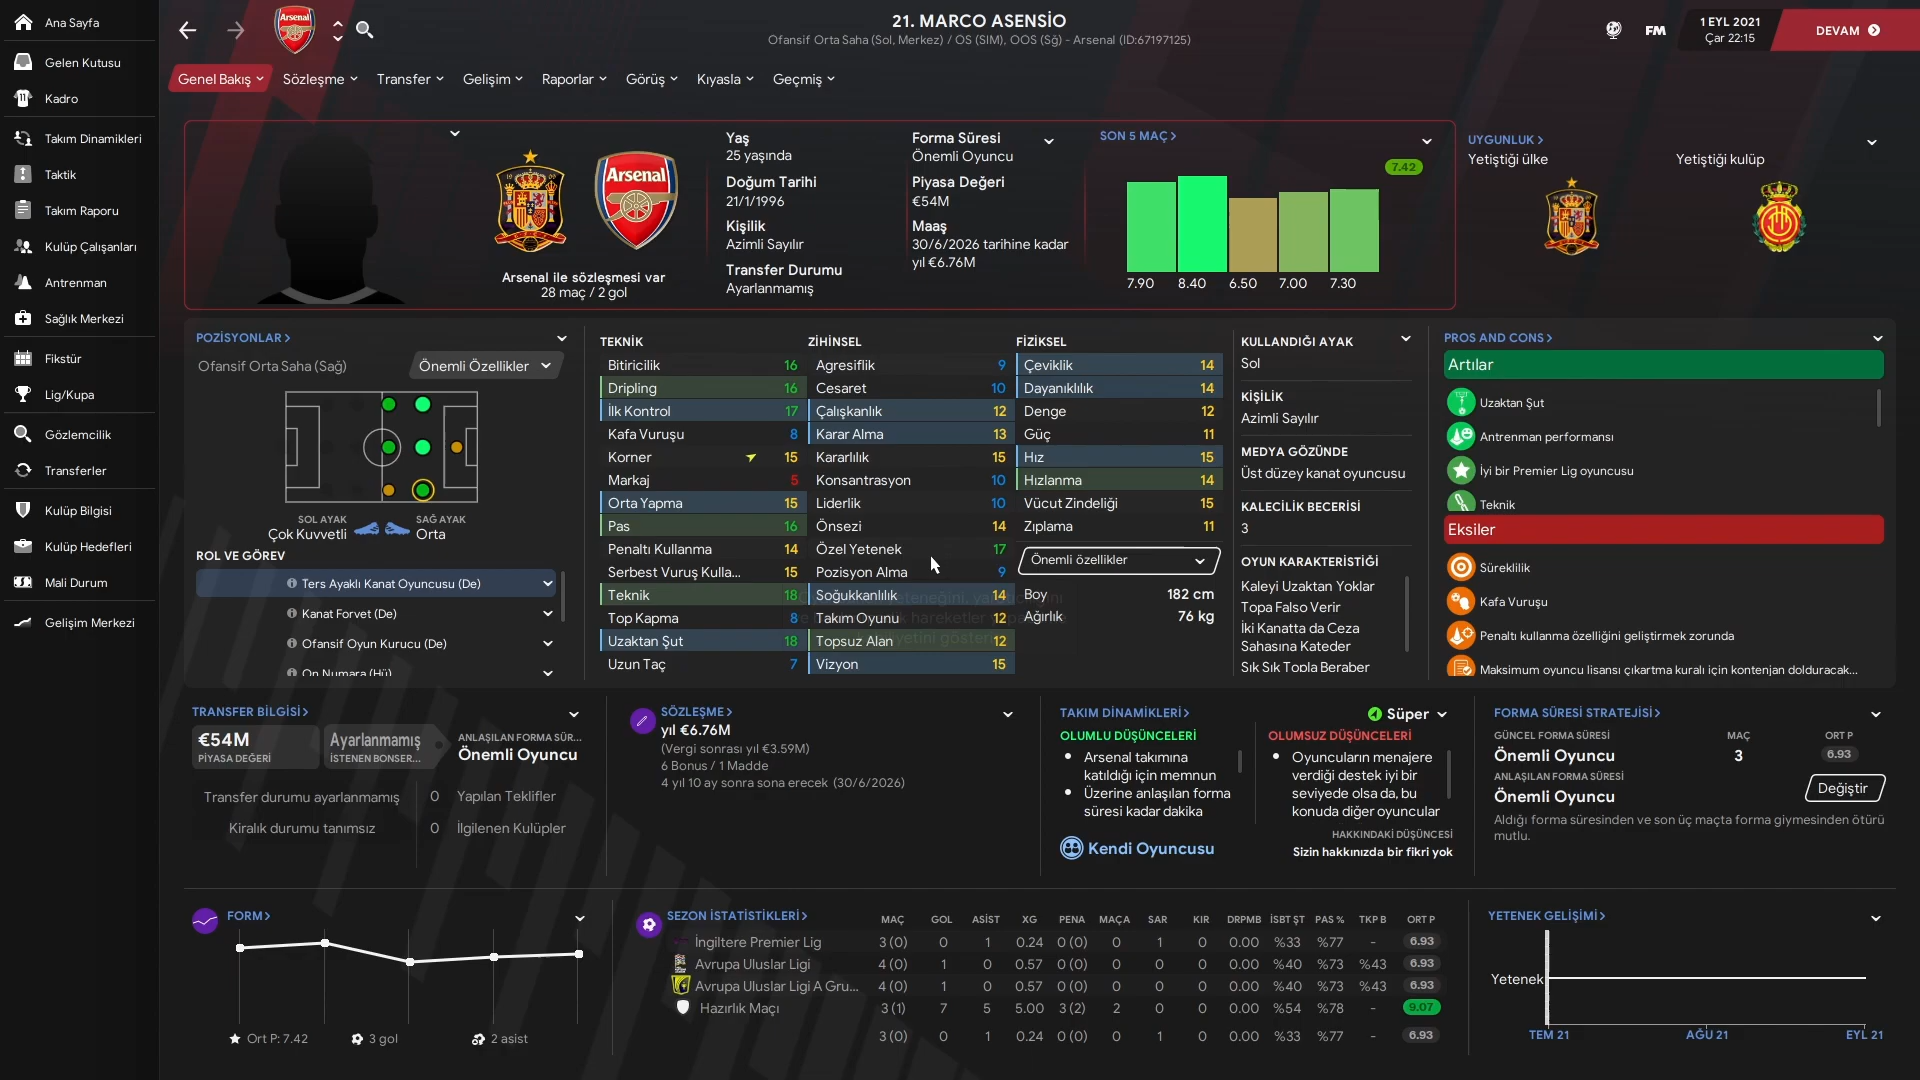 Ana Sayfa
Gelen Kutusu
Kadro
Takım Dinamikleri
Taktik
Takım Raporu
Kulüp Çalışanları
Antrenman
Sağlık Merkezi
Fikstür
Lig/Kupa
Gözlemcilik
Transferler
Kulüp Bilgisi
Kulüp Hedefleri
Mali Durum
Gelişim Merkezi
Arsenal
21. MARCO ASENSİO
Ofansif Orta Saha (Sol, Merkez) / OS (SIM), OOS (Sğ) - Arsenal (ID:67197125)
FM
1 EYL 2021
Çar 22:15
DEVAM
Genel Bakış Sözleşme Transfer Gelişim Raporlar Görüş Kıyasla Geçmiş
Arsenal
Arsenal ile sözleşmesi var
28 maç / 2 gol
Yaş
25 yaşında
Doğum Tarihi
21/1/1996
Kişilik
Azimli Sayılır
Transfer Durumu
Ayarlanmamış
Forma Süresi
Önemli Oyuncu
Piyasa Değeri
€54M
Maaş
30/6/2026 tarihine kadar
yıl €6.76M
SON 5 MAÇ >
7.42
7.90 8.40 6.50 7.00 7.30
UYGUNLUK >
Yetiştiği ülke Yetiştiği kulüp
POZİSYONLAR >
Ofansif Orta Saha (Sağ) Önemli Özellikler
SOL AYAK
Çok Kuvvetli
SAĞ AYAK
Orta
ROL VE GÖREV
Ters Ayaklı Kanat Oyuncusu (De)
Kanat Forvet (De)
Ofansif Oyun Kurucu (De)
On Numara (Hü)
TEKNİK
Bitiricilik 16
Dripling 16
İlk Kontrol 17
Kafa Vuruşu 8
Korner 15
Markaj 5
Orta Yapma 15
Pas 16
Penaltı Kullanma 14
Serbest Vuruş Kulla... 15
Teknik 18
Top Kapma 8
Uzaktan Şut 18
Uzun Taç 7
ZİHİNSEL
Agresiflik 9
Cesaret 10
Çalışkanlık 12
Karar Alma 13
Kararlılık 15
Konsantrasyon 10
Liderlik 10
Önsezi 14
Özel Yetenek 17
Pozisyon Alma 9
Soğukkanlılık 14
Takım Oyunu 12
Topsuz Alan 12
Vizyon 15
FİZİKSEL
Çeviklik 14
Dayanıklılık 14
Denge 12
Güç 11
Hız 15
Hızlanma 14
Vücut Zindeliği 15
Zıplama 11
Önemli özellikler
Boy 182 cm
Ağırlık 76 kg
KULLANDIĞI AYAK
Sol
KİŞİLİK
Azimli Sayılır
MEDYA GÖZÜNDE
Üst düzey kanat oyuncusu
KALECİLİK BECERİSİ
3
OYUN KARAKTERİSTİĞİ
Kaleyi Uzaktan Yoklar
Topa Falso Verir
İki Kanatta da Ceza
Sahasına Kateder
Sık Sık Topla Beraber
PROS AND CONS >
Artılar
Uzaktan Şut
Antrenman performansı
İyi bir Premier Lig oyuncusu
Teknik
Eksiler
Süreklilik
Kafa Vuruşu
Penaltı kullanma özelliğini geliştirmek zorunda
Maksimum oyuncu lisansı çıkartma kuralı için kontenjan dolduracak...
TRANSFER BİLGİSİ >
€54M
PİYASA DEĞERİ
Ayarlanmamış
İSTENEN BONSER...
ANLAŞILAN FORMA SÜR...
Önemli Oyuncu
Transfer durumu ayarlanmamış
Kiralık durumu tanımsız
0 Yapılan Teklifler
0 İlgilenen Kulüpler
SÖZLEŞME >
yıl €6.76M
(Vergi sonrası yıl €3.59M)
6 Bonus / 1 Madde
4 yıl 10 ay sonra sona erecek (30/6/2026)
TAKIM DİNAMİKLERİ >
Süper
OLUMLU DÜŞÜNCELERİ
• Arsenal takımına
katıldığı için memnun
• Üzerine anlaşılan forma
süresi kadar dakika
Kendi Oyuncusu
OLUMSUZ DÜŞÜNCELERİ
• Oyuncuların menajere
verdiği destek iyi bir
seviyede olsa da, bu
konuda diğer oyuncular
HAKKINDAKİ DÜŞÜNCESİ
Sizin hakkınızda bir fikri yok
FORMA SÜRESİ STRATEJİSİ >
GÜNCEL FORMA SÜRESİ MAÇ ORT P
Önemli Oyuncu 3 6.93
ANLAŞILAN FORMA SÜRESİ
Önemli Oyuncu
Değiştir
Aldığı forma süresinden ve son üç maçta forma giymesinden ötürü
mutlu.
FORM >
Ort P: 7.42 3 gol 2 asist
SEZON İSTATİSTİKLERİ > MAÇ GOL ASİST XG PENA MAÇA SAR KIR DRPMB İSBT ŞT PAS % TKP B ORT P
İngiltere Premier Lig 3 (0) 0 1 0.24 0 (0) 0 1 0 0.00 %33 %77 - 6.93
Avrupa Uluslar Ligi 4 (0) 1 0 0.57 0 (0) 0 0 0 0.00 %40 %73 %43 6.93
Avrupa Uluslar Ligi A Gru... 4 (0) 1 0 0.57 0 (0) 0 0 0 0.00 %40 %73 %43 6.93
Hazırlık Maçı 3 (1) 7 5 5.00 3 (2) 2 0 0 0.00 %54 %78 - 9.07
3 (0) 0 1 0.24 0 (0) 0 1 0 0.00 %33 %77 - 6.93
YETENEK GELİŞİMİ >
Yetenek
TEM 21 AĞU 21 EYL 21